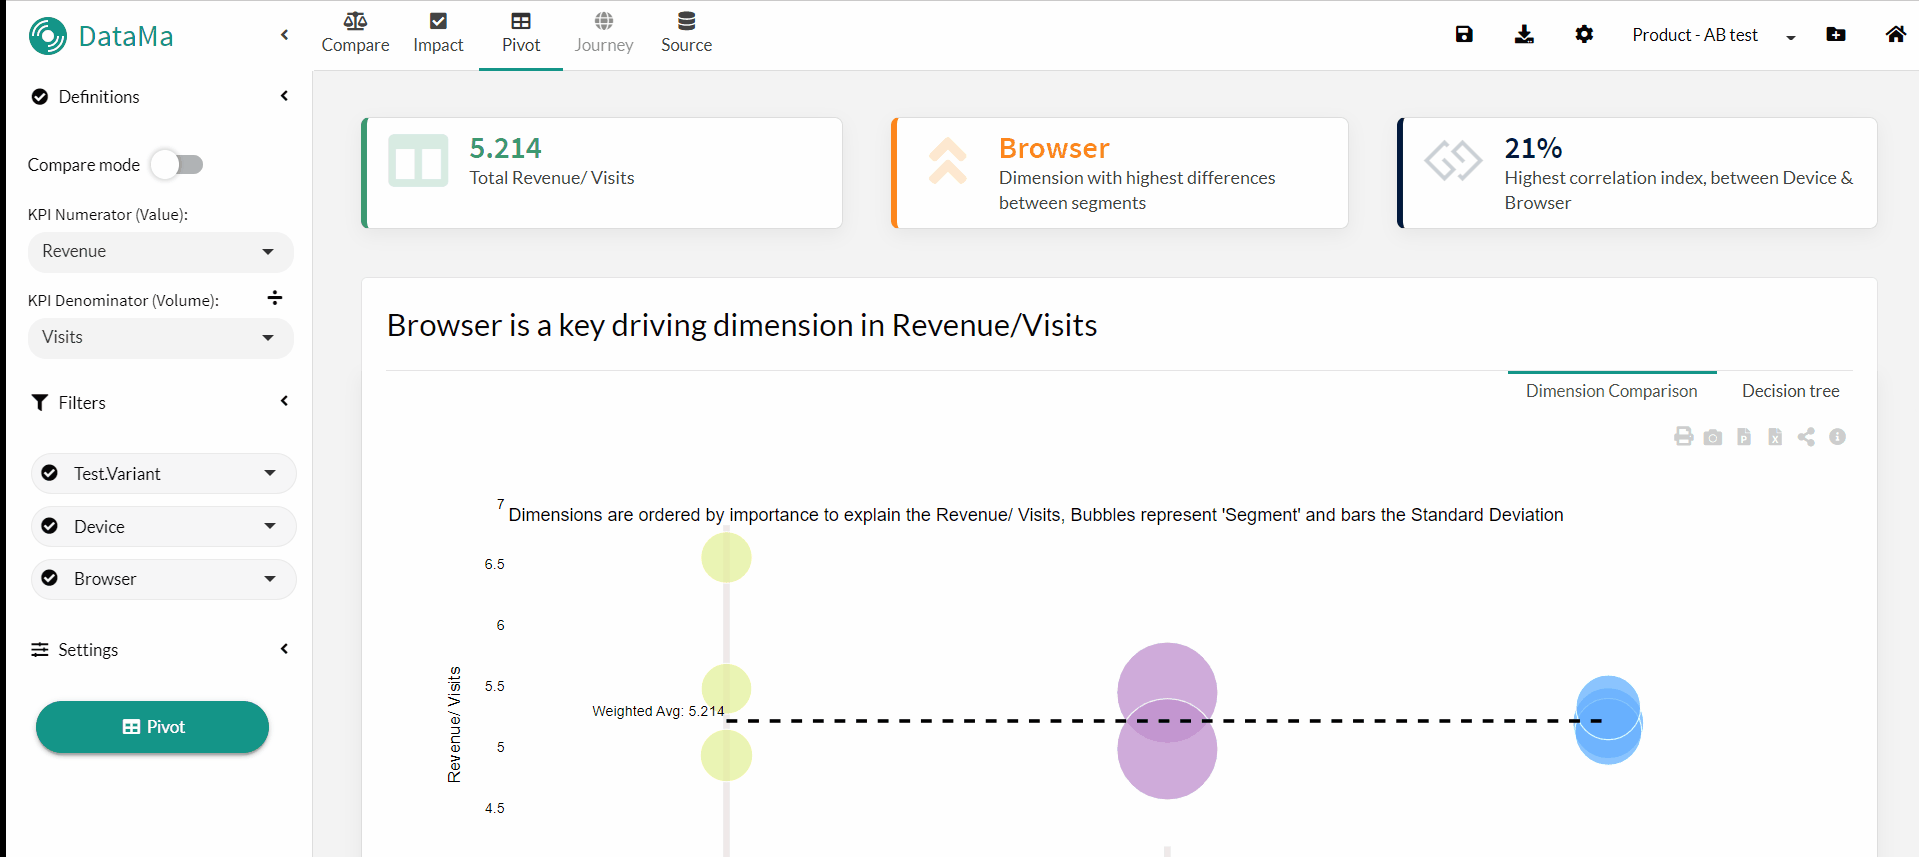 DataMa
Compare
Impact
Pivot
Journey
Source
Product - AB test
Definitions
Compare mode
KPI Numerator (Value):
Revenue
KPI Denominator (Volume):
Visits
Filters
Test.Variant
Device
Browser
Settings
Pivot
5.214
Total Revenue/ Visits
Browser
Dimension with highest differences
between segments
21%
Highest correlation index, between Device &
Browser
Browser is a key driving dimension in Revenue/Visits
Dimension Comparison
Decision tree
7
Dimensions are ordered by importance to explain the Revenue/ Visits, Bubbles represent 'Segment' and bars the Standard Deviation
6.5
6
5.5
Weighted Avg: 5.214
5
4.5
Revenue/ Visits